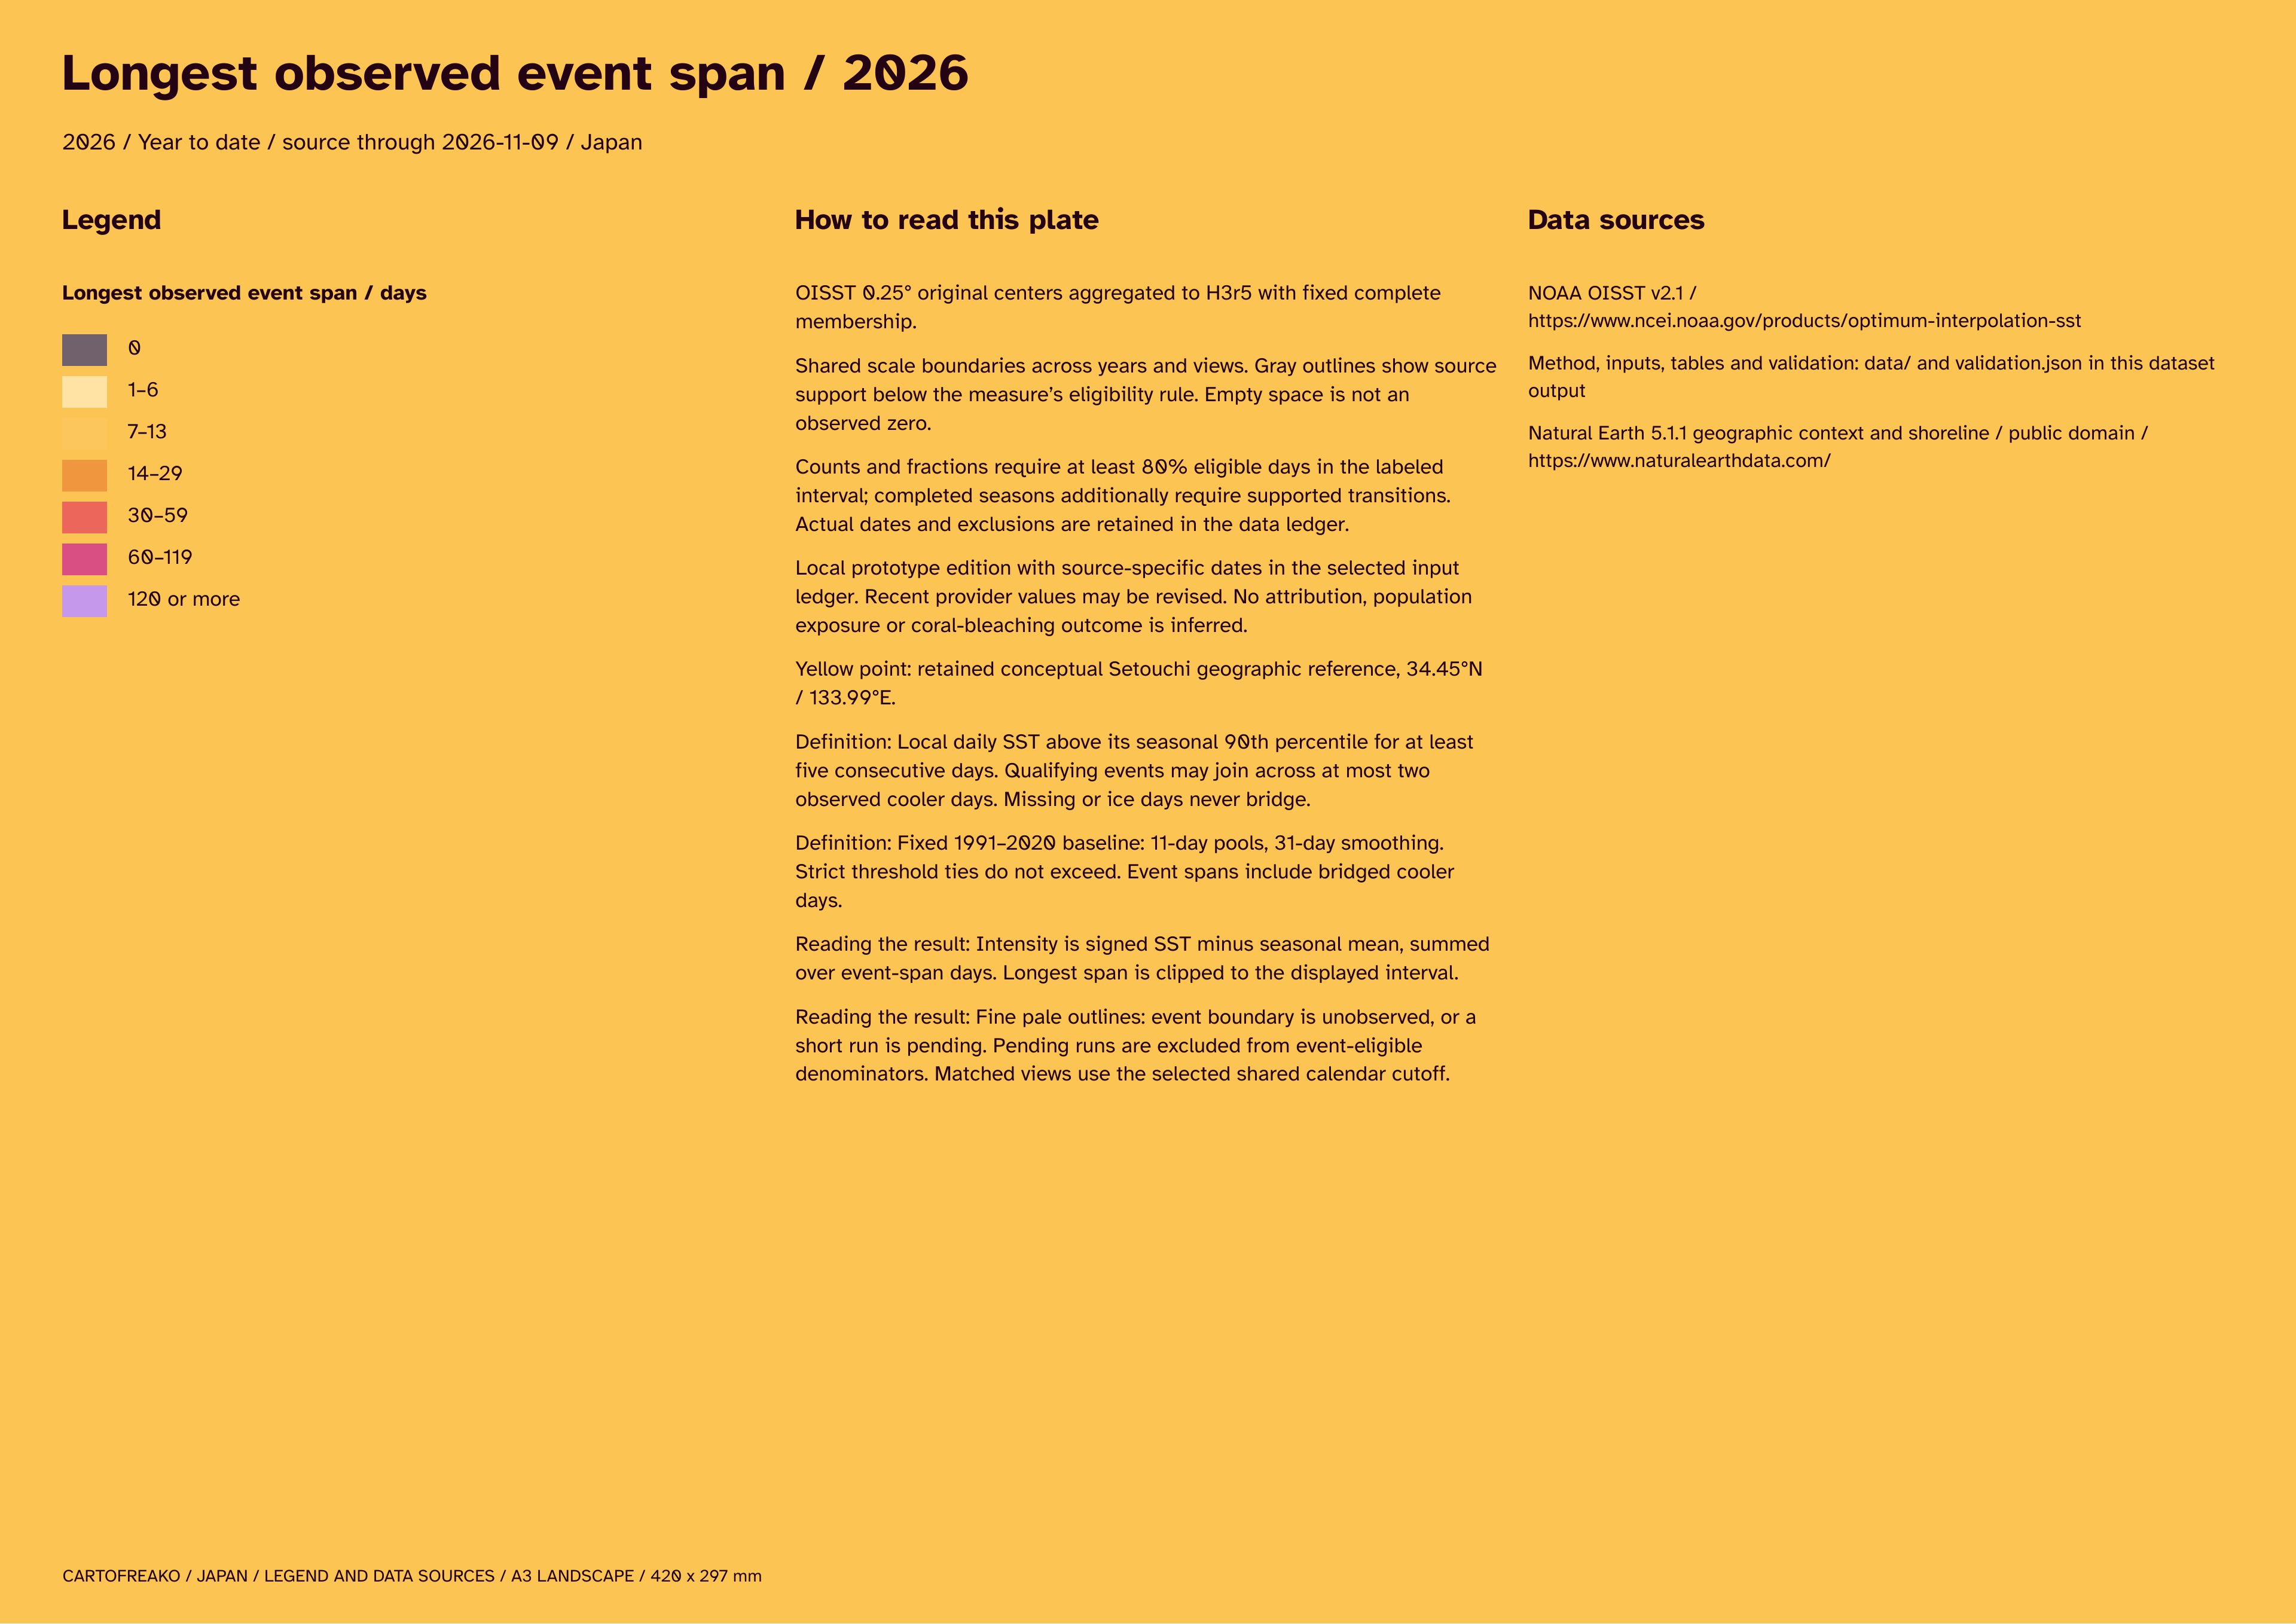 Longest observed event span / 2026
2026 / Year to date / source through 2026-11-09 / Japan
Legend
Longest observed event span / days
0
1–6
7–13
14–29
30–59
60–119
120 or more
How to read this plate
OISST 0.25° original centers aggregated to H3r5 with fixed complete
membership.
Shared scale boundaries across years and views. Gray outlines show source
support below the measure’s eligibility rule. Empty space is not an
observed zero.
Counts and fractions require at least 80% eligible days in the labeled
interval; completed seasons additionally require supported transitions.
Actual dates and exclusions are retained in the data ledger.
Local prototype edition with source-specific dates in the selected input
ledger. Recent provider values may be revised. No attribution, population
exposure or coral-bleaching outcome is inferred.
Yellow point: retained conceptual Setouchi geographic reference, 34.45°N
/ 133.99°E.
Definition: Local daily SST above its seasonal 90th percentile for at least
five consecutive days. Qualifying events may join across at most two
observed cooler days. Missing or ice days never bridge.
Definition: Fixed 1991–2020 baseline: 11-day pools, 31-day smoothing.
Strict threshold ties do not exceed. Event spans include bridged cooler
days.
Reading the result: Intensity is signed SST minus seasonal mean, summed
over event-span days. Longest span is clipped to the displayed interval.
Reading the result: Fine pale outlines: event boundary is unobserved, or a
short run is pending. Pending runs are excluded from event-eligible
denominators. Matched views use the selected shared calendar cutoff.
Data sources
NOAA OISST v2.1 /
https://www.ncei.noaa.gov/products/optimum-interpolation-sst
Method, inputs, tables and validation: data/ and validation.json in this dataset
output
Natural Earth 5.1.1 geographic context and shoreline / public domain /
https://www.naturalearthdata.com/
CARTOFREAKO / JAPAN / LEGEND AND DATA SOURCES / A3 LANDSCAPE / 420 x 297 mm